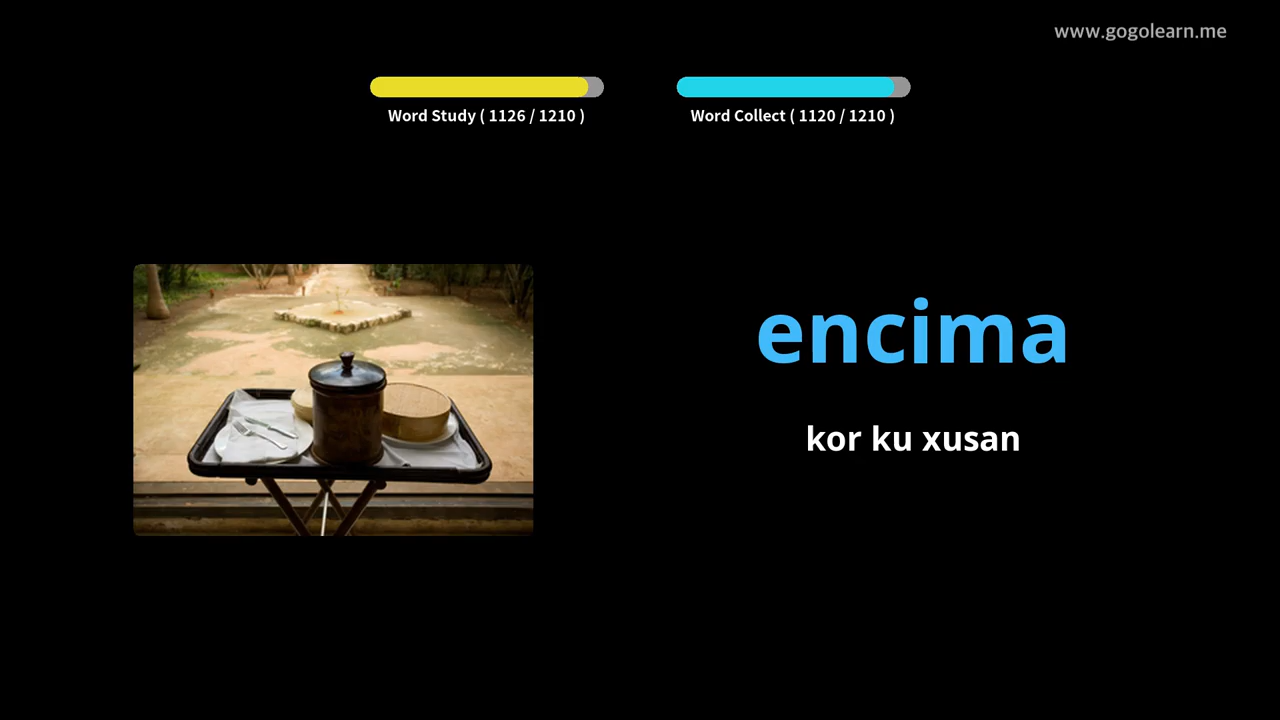 www.gogolearn.me
Word Study ( 1126 / 1210 )
Word Collect ( 1120 / 1210 )
encima
kor ku xusan